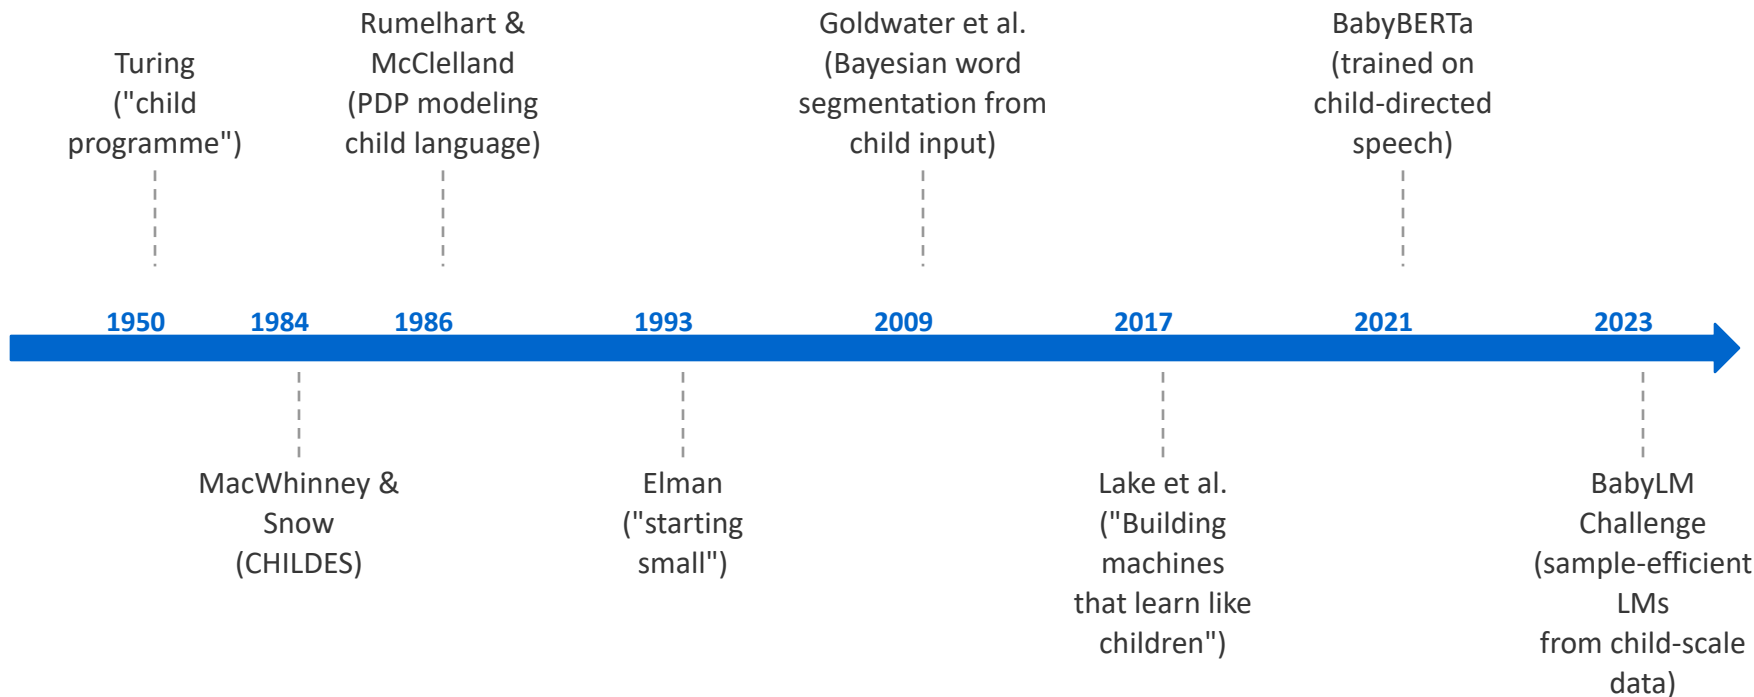 Turing
("child
programme")
Rumelhart &
McClelland
(PDP modeling
child language)
Goldwater et al.
(Bayesian word
segmentation from
child input)
BabyBERTa
(trained on
child-directed
speech)
1950
1984
1986
1993
2009
2017
2021
2023
MacWhinney &
Snow
(CHILDES)
Elman
("starting
small")
Lake et al.
("Building
machines
that learn like
children")
BabyLM
Challenge
(sample-efficient
LMs
from child-scale
data)